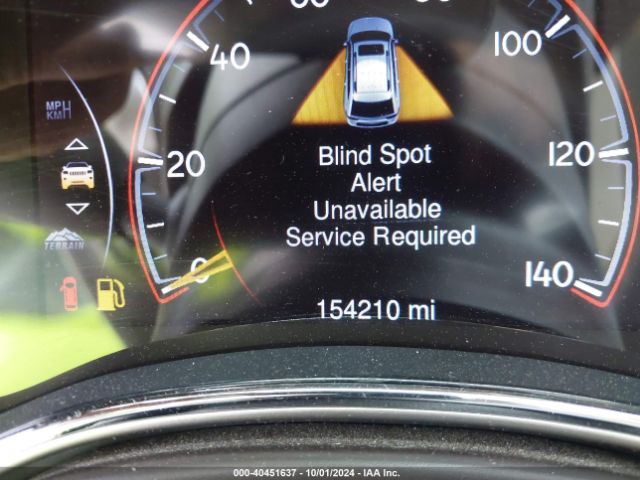 100
40
MPH
KMH
Blind Spot
20
120
Alert
Unavailable
Service Required
TERRAIN
0
140
154210 mi
000-40451637 - 10/01/2024 - IAA Inc.